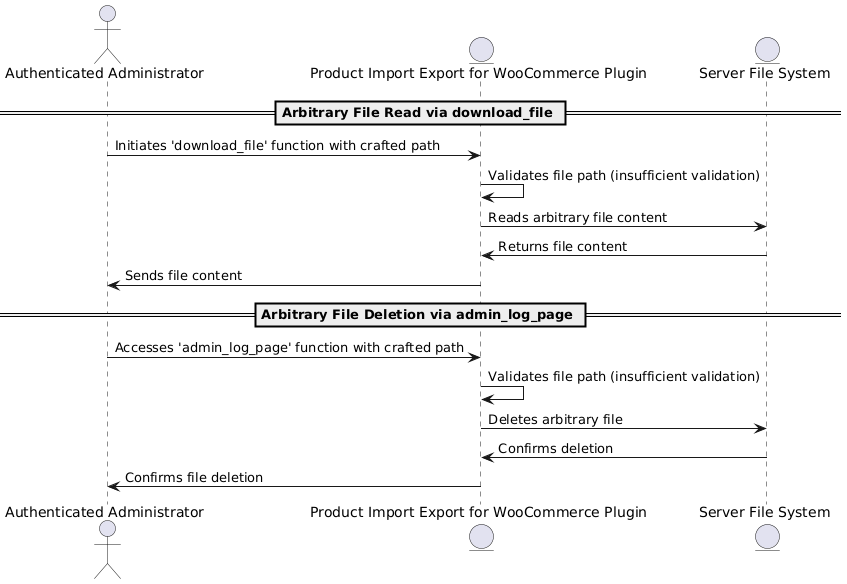 Authenticated Administrator
Product Import Export for WooCommerce Plugin
Server File System
Arbitrary File Read via download_file
Initiates 'download_file' function with crafted path
Validates file path (insufficient validation)
Reads arbitrary file content
Returns file content
Sends file content
Arbitrary File Deletion via admin_log_page
Accesses 'admin_log_page' function with crafted path
Validates file path (insufficient validation)
Deletes arbitrary file
Confirms deletion
Confirms file deletion
Authenticated Administrator
Product Import Export for WooCommerce Plugin
Server File System